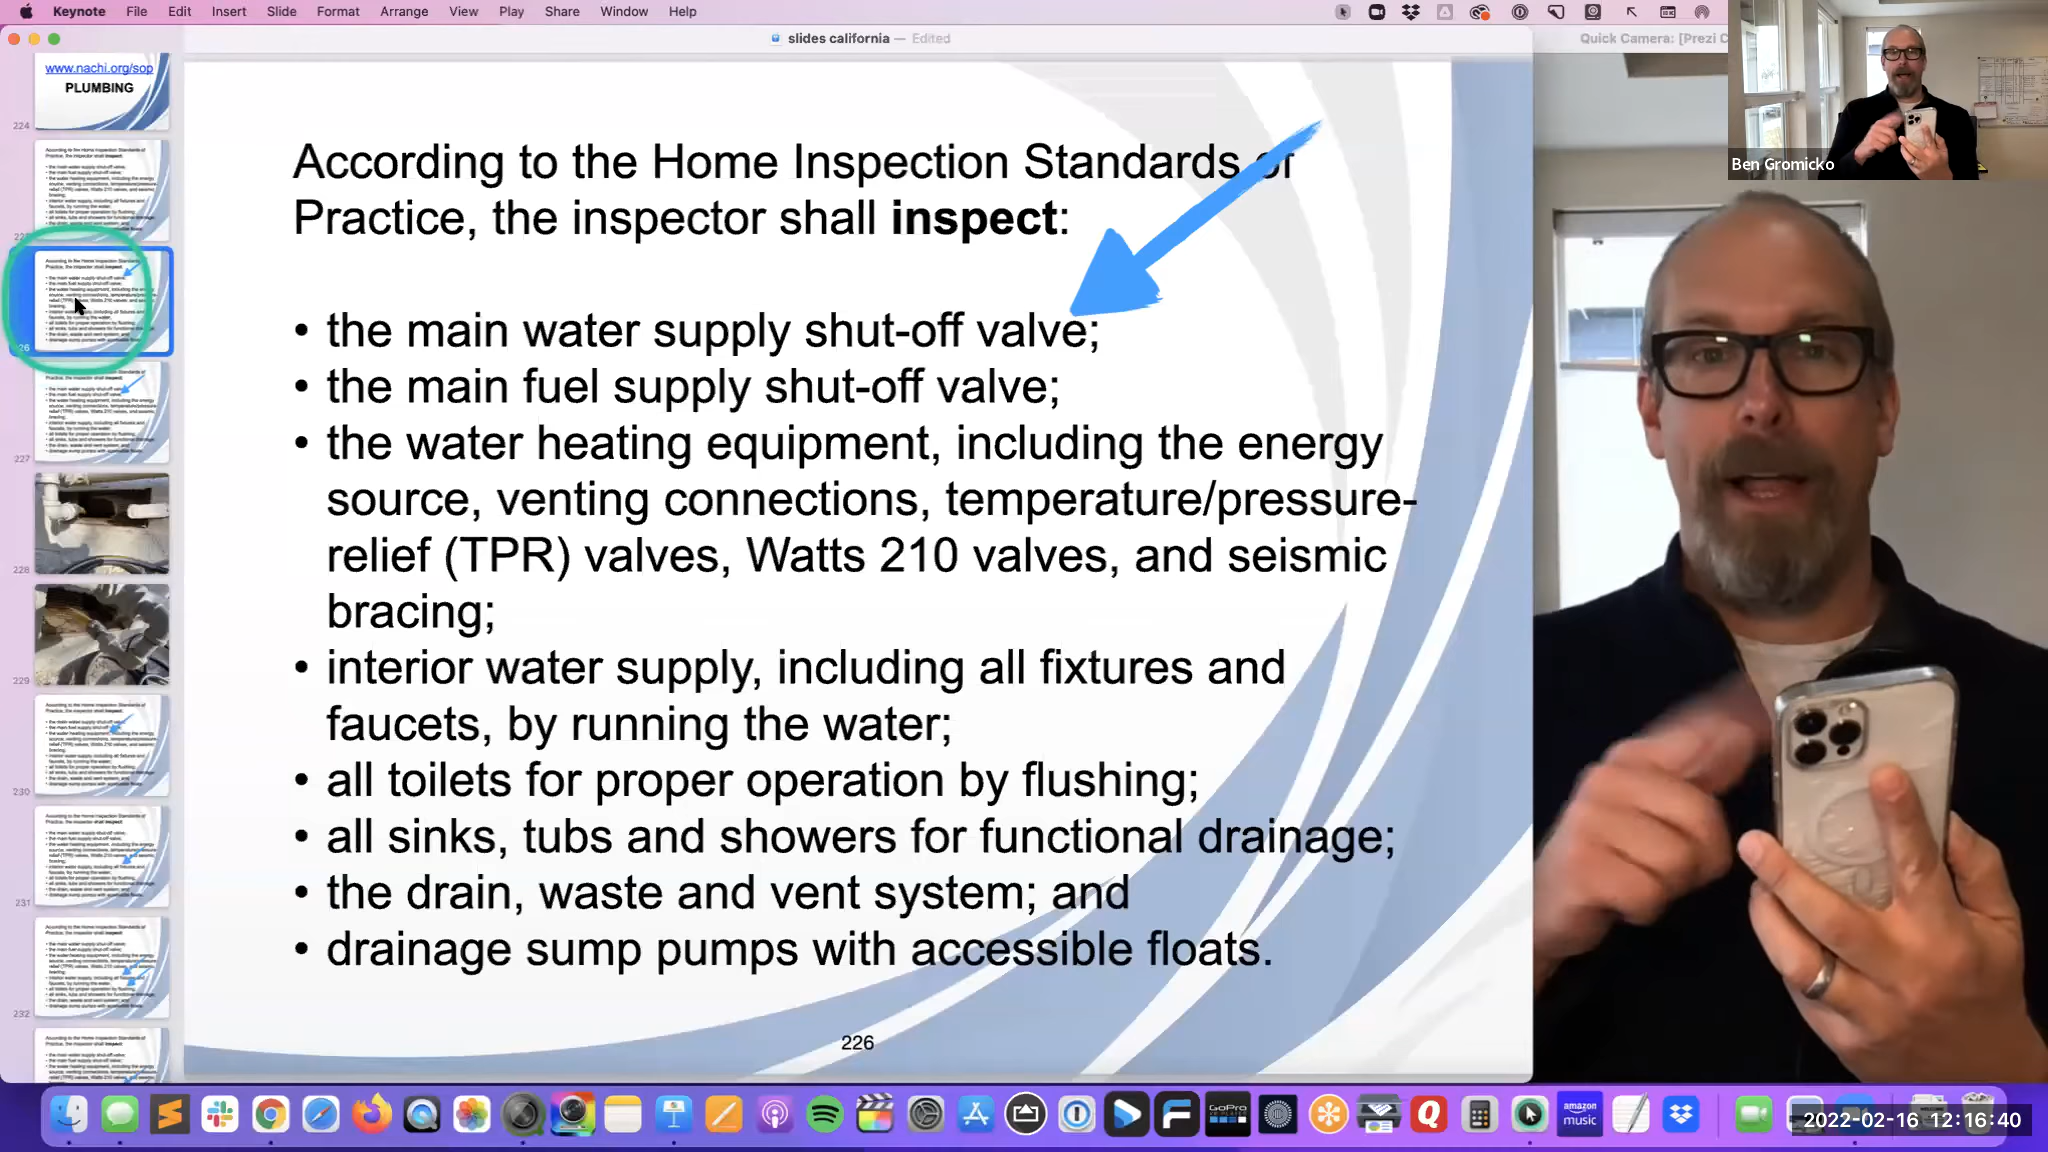 Keynote File Edit Insert Slide Format Arrange View Play Share Window Help
slides california — Edited
Quick Camera: [Prezi C
Ben Gromicko
www.nachi.org/sop
PLUMBING
224
227
228
229
230
231
232
According to the Home Inspection Standards of
Practice, the inspector shall inspect:
• the main water supply shut-off valve;
• the main fuel supply shut-off valve;
• the water heating equipment, including the energy
source, venting connections, temperature/pressure-
relief (TPR) valves, Watts 210 valves, and seismic
bracing;
• interior water supply, including all fixtures and
faucets, by running the water;
• all toilets for proper operation by flushing;
• all sinks, tubs and showers for functional drainage;
• the drain, waste and vent system; and
• drainage sump pumps with accessible floats.
226
GoPro
amazon
music
2022-02-16 12:16:40